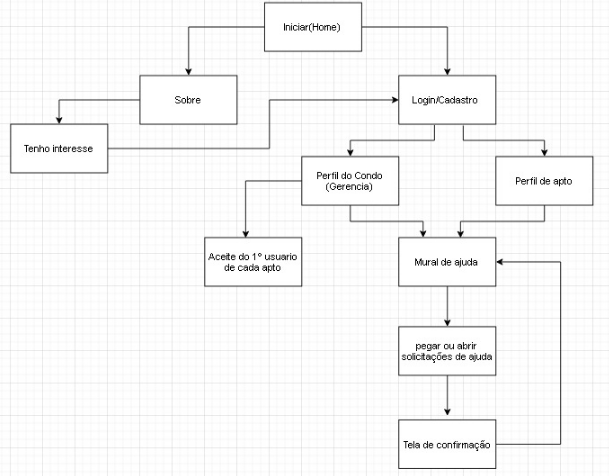 Iniciar(Home)
Sobre
Login/Cadastro
Tenho interesse
Perfil do Condo
(Gerencia)
Perfil de apto
Aceite do 1º usuario
de cada apto
Mural de ajuda
pegar ou abrir
solicitações de ajuda
Tela de confirmação